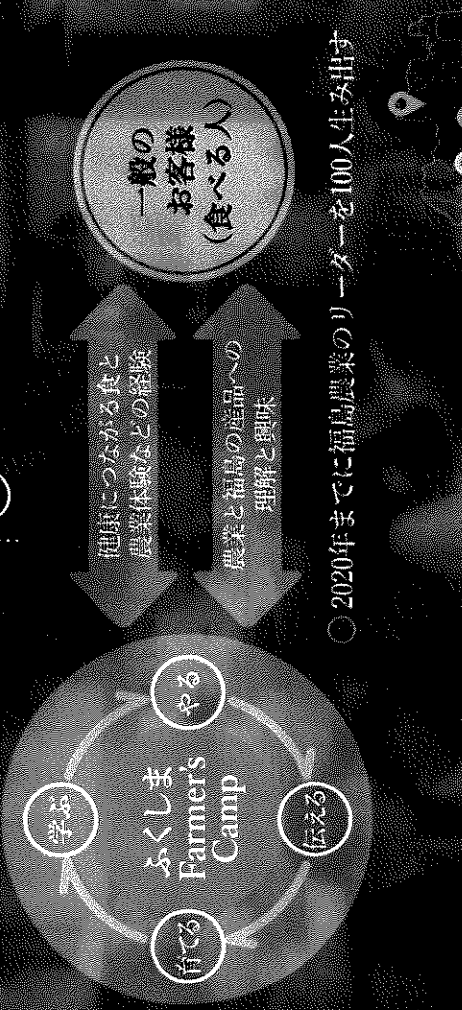 学ぶ
やる
伝える
育てる
ふくしま
Farmer's
Camp
健康につながる食と
農業体験などとの経験
農業と福島の産品への
理解と興味
一般の
お客様
(食べる人)
○ 2020年までに福島農業のリーダーを100人生み出す